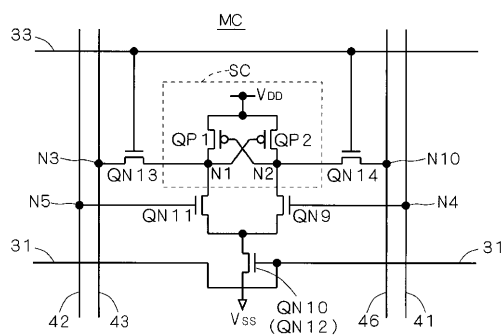 MC
33
SC
VDD
QP1 QP2
N3 N1 N2 N10
QN13 QN14
N5 QN11 QN9 N4
31 31
VSS QN10
(QN12)
42 43 46 41